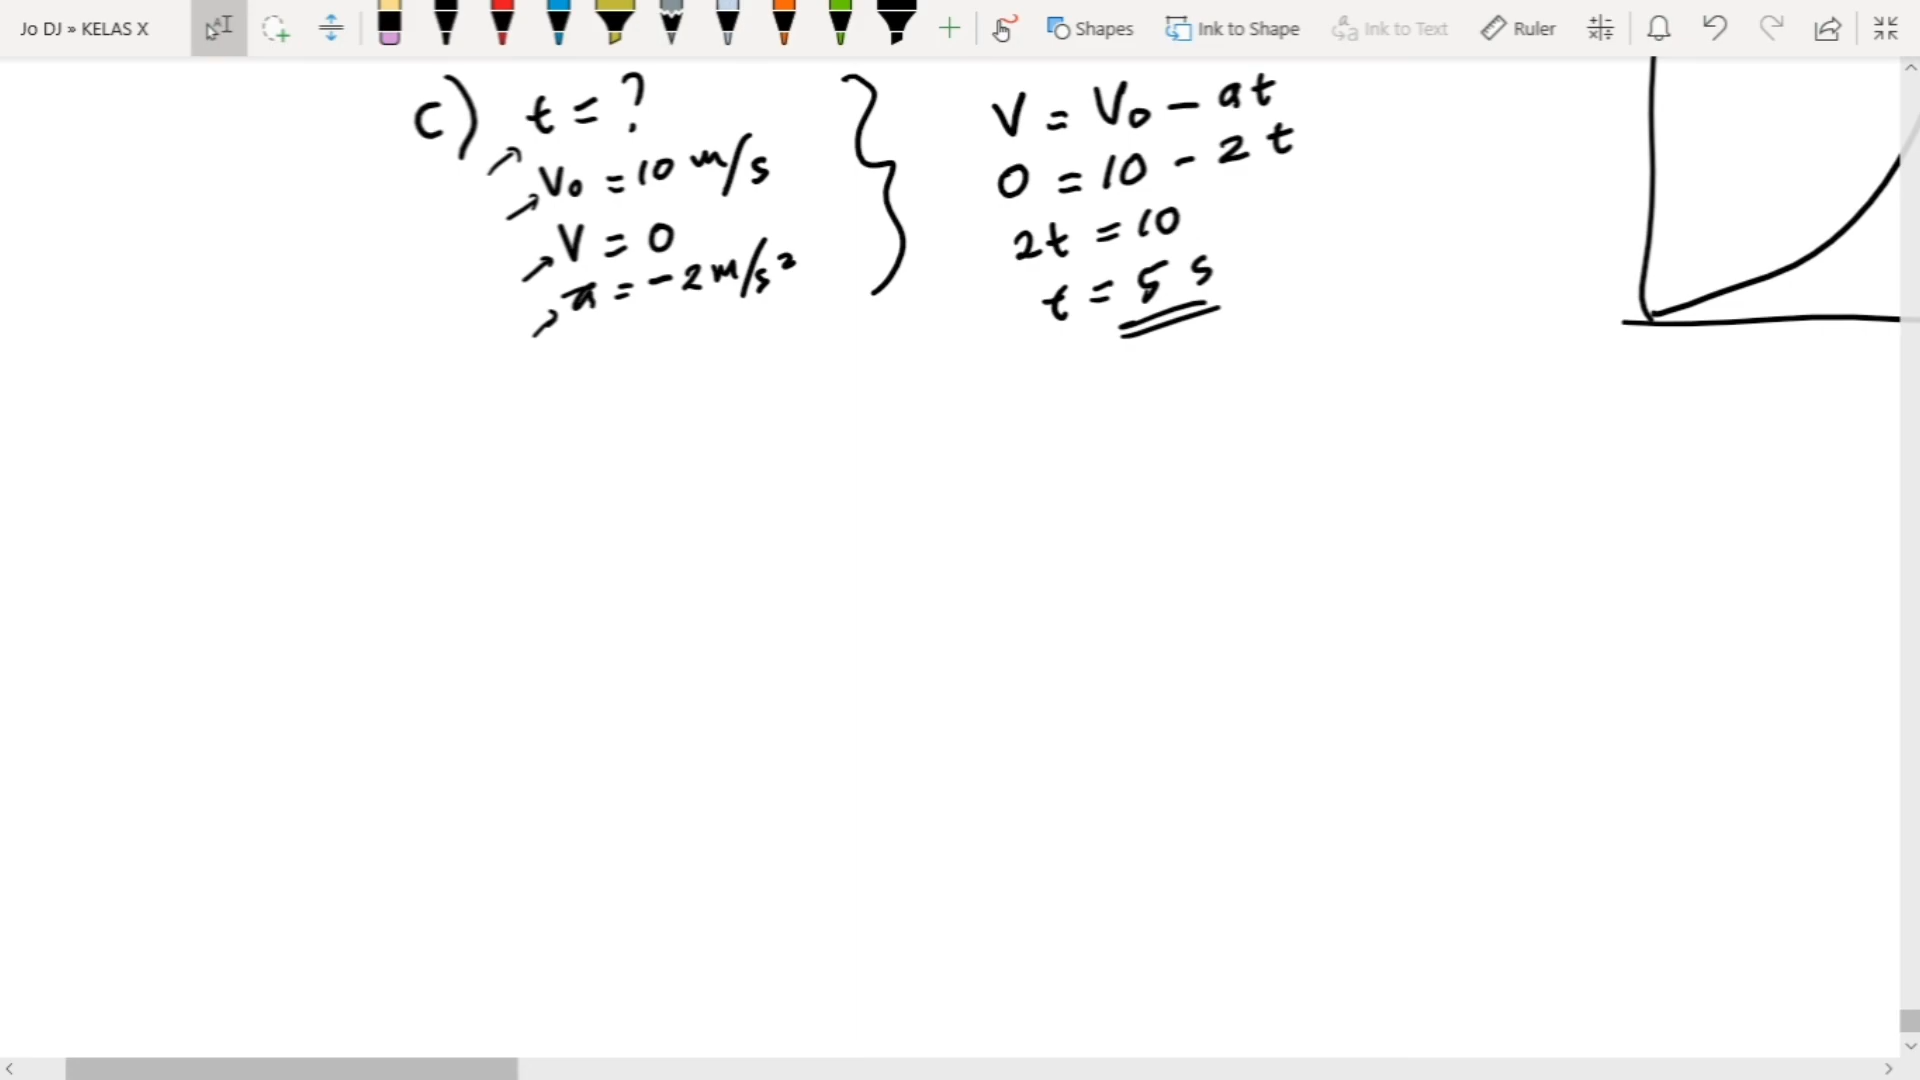 Jo DJ » KELAS X
Shapes
Ink to Shape
Ink to Text
Ruler
c) t = ?
V₀ = 10 m/s
V = 0
a = -2 m/s²
V = V₀ - at
0 = 10 - 2t
2t = 10
t = 5 s